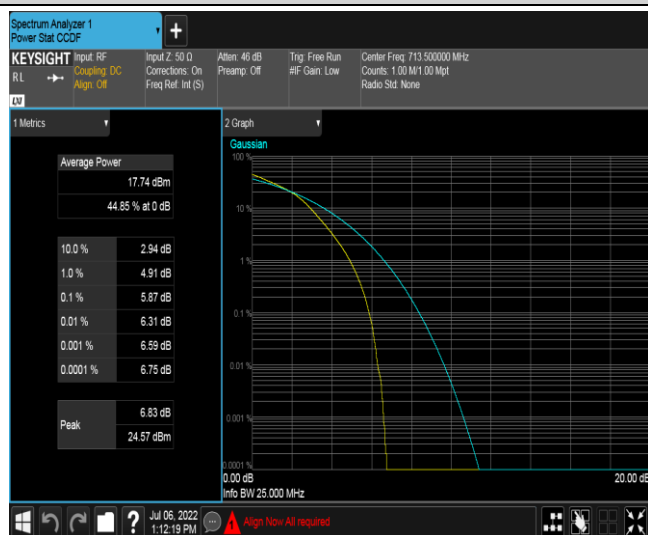 Spectrum Analyzer 1
Power Stat CCDF
+
KEYSIGHT Input: RF Input Z: 50 Ω Atten: 46 dB Trig: Free Run Center Freq: 713.500000 MHz
RL Coupling: DC Corrections: On Preamp: Off #IF Gain: Low Counts: 1.00 M/1.00 Mpt
Align: Off Freq Ref: Int (S) Radio Std: None
LXI
1 Metrics
Average Power
17.74 dBm
44.85 % at 0 dB
10.0 % 2.94 dB
1.0 % 4.91 dB
0.1 % 5.87 dB
0.01 % 6.31 dB
0.001 % 6.59 dB
0.0001 % 6.75 dB
Peak 6.83 dB
24.57 dBm
2 Graph
Gaussian
100 %
10 %
1 %
0.1 %
0.01 %
0.001 %
0.0001 %
0.00 dB 20.00 dB
Info BW 25.000 MHz
? Jul 06, 2022
1:12:19 PM
1 Align Now All required